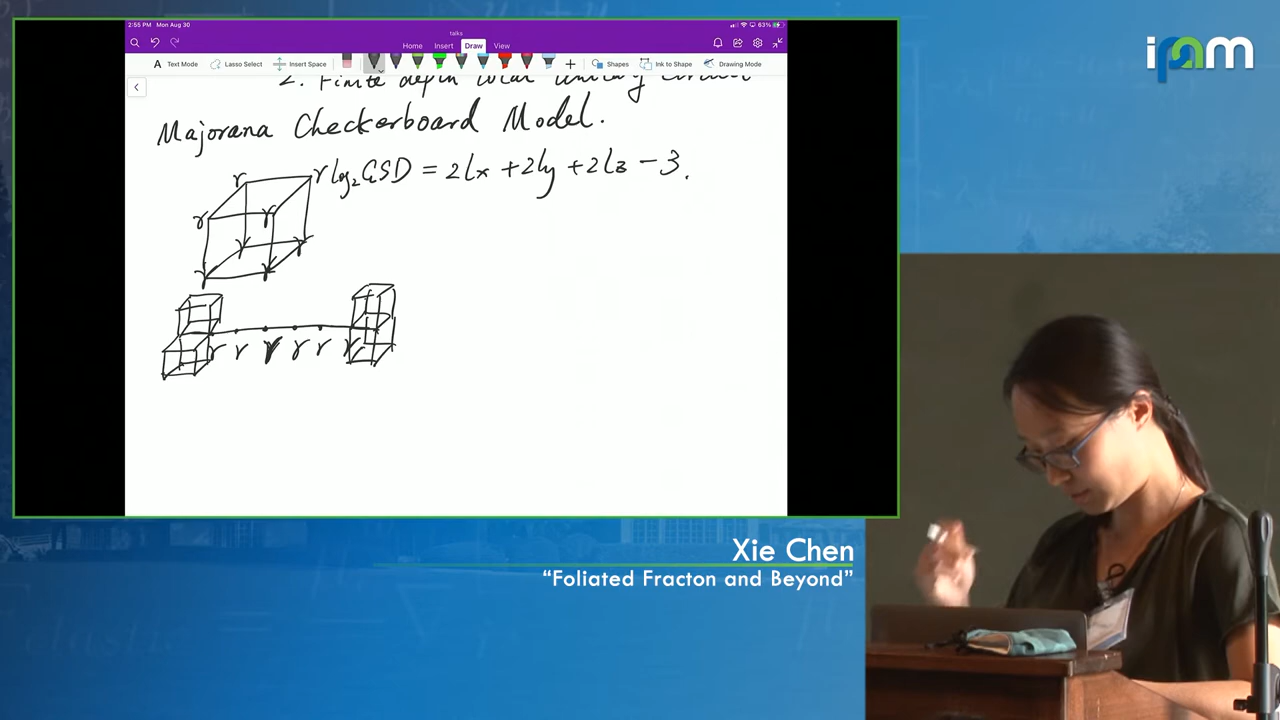 2:55 PM Mon Aug 30
63%
talks
Home Insert Draw View
Text Mode Lasso Select Insert Space Shapes Ink to Shape Drawing Mode
2. Finite depth local unitary circuit
Majorana Checkerboard Model.
γ γ log₂ GSD = 2Lx + 2Ly + 2Lz - 3.
γ γ
γ γ
γ γ
γ γ γ γ γ γ
ipam
Xie Chen
“Foliated Fracton and Beyond”